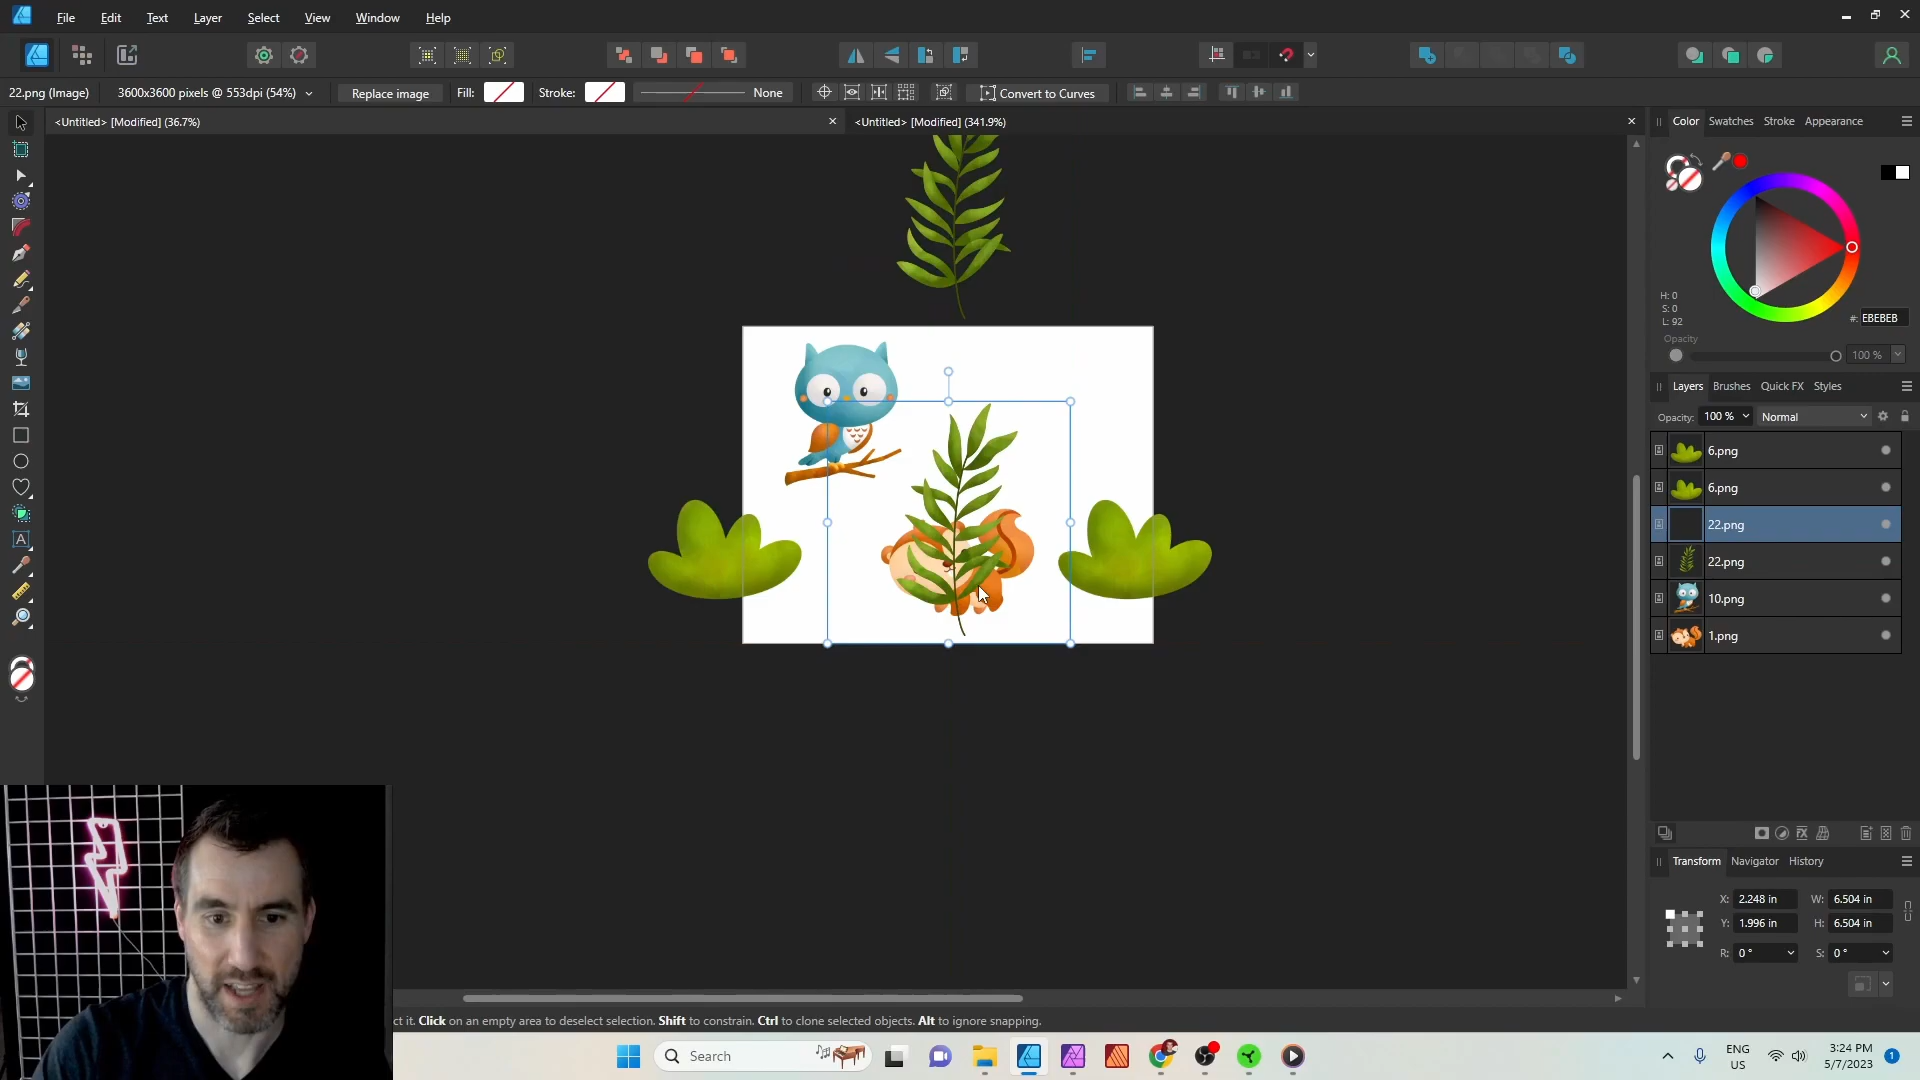 File Edit Text Layer Select View Window Help
22.png (Image) 3600x3600 pixels @ 553dpi (54%) Replace image Fill: Stroke: None Convert to Curves
<Untitled> [Modified] (36.7%) <Untitled> [Modified] (341.9%)
Color Swatches Stroke Appearance
H: 0
S: 0
L: 92
#: EBEBEB
Opacity
100 %
Layers Brushes Quick FX Styles
Opacity: 100 % Normal
6.png
6.png
22.png
22.png
10.png
1.png
Transform Navigator History
X: 2.248 in W: 6.504 in
Y: 1.996 in H: 6.504 in
R: 0 ° S: 0 °
ct it. Click on an empty area to deselect selection. Shift to constrain. Ctrl to clone selected objects. Alt to ignore snapping.
Search
ENG
US
3:24 PM
5/7/2023
1
A